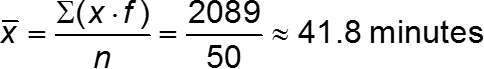 x̄ = Σ(x · f) / n = 2089 / 50 ≈ 41.8 minutes